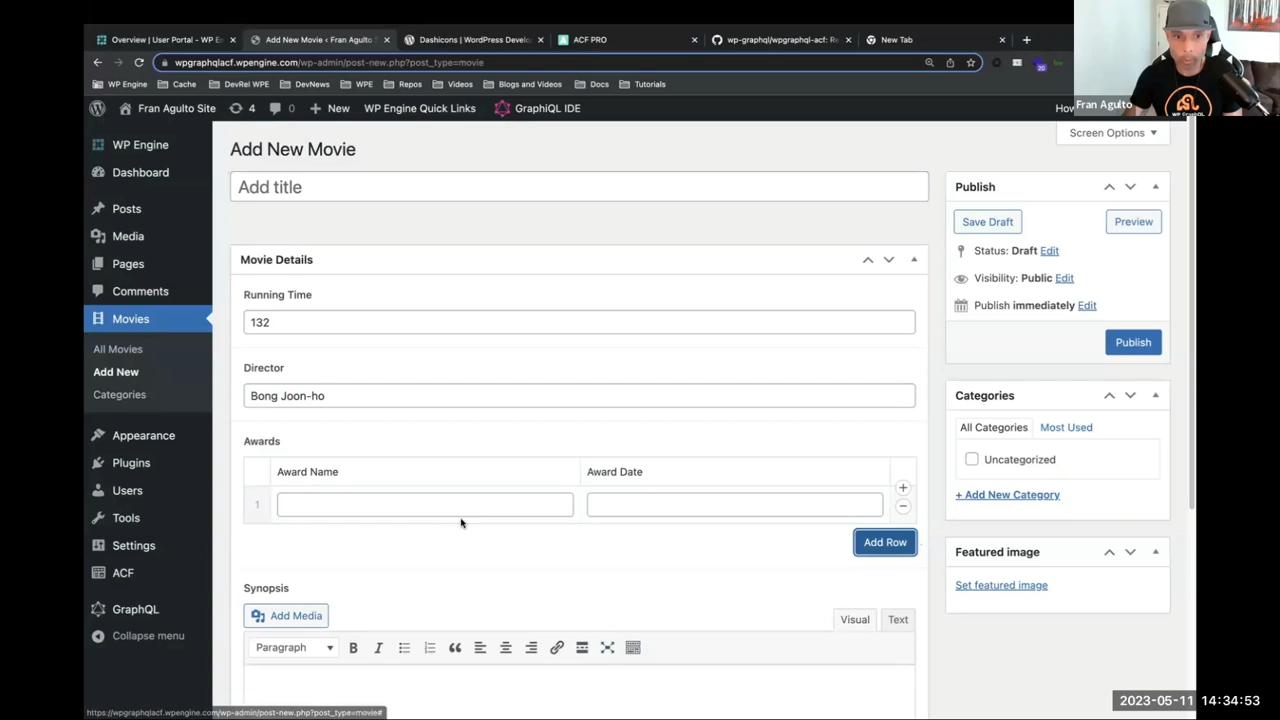 Overview | User Portal - WP E
Add New Movie < Fran Agulto S
Dashicons | WordPress Develo
ACF PRO
wp-graphql/wpgraphql-acf: Re
New Tab
wpgraphqlacf.wpengine.com/wp-admin/post-new.php?post_type=movie
20
WP Engine
Cache
DevRel WPE
DevNews
WPE
Repos
Videos
Blogs and Videos
Docs
Tutorials
Fran Agulto
WP GRAPHQL
Fran Agulto Site
4
0
New
WP Engine Quick Links
GraphiQL IDE
How
WP Engine
Dashboard
Posts
Media
Pages
Comments
Movies
All Movies
Add New
Categories
Appearance
Plugins
Users
Tools
Settings
ACF
GraphQL
Collapse menu
Screen Options
Add New Movie
Add title
Movie Details
Running Time
132
Director
Bong Joon-ho
Awards
Award Name
Award Date
1
Add Row
Synopsis
Add Media
Visual
Text
Paragraph
B
I
Publish
Save Draft
Preview
Status: Draft Edit
Visibility: Public Edit
Publish immediately Edit
Publish
Categories
All Categories
Most Used
Uncategorized
+ Add New Category
Featured image
Set featured image
https://wpgraphqlacf.wpengine.com/wp-admin/post-new.php?post_type=movie#
2023-05-11 14:34:53